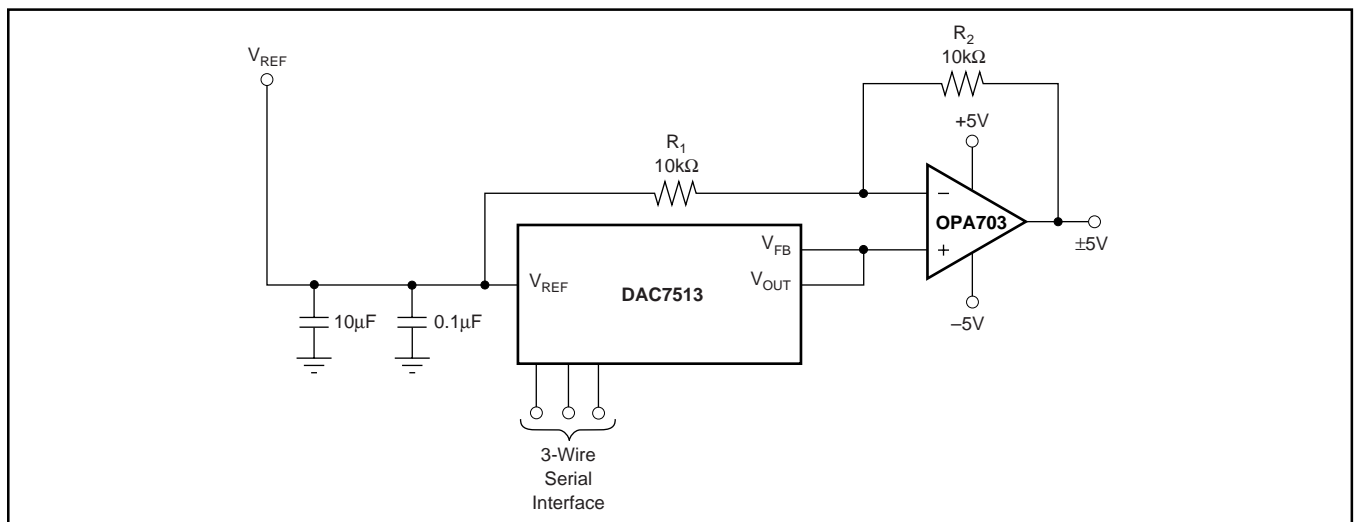 V_REF
R_2
10kΩ
+5V
R_1
10kΩ
–
OPA703
+
±5V
–5V
V_FB
V_REF
DAC7513
V_OUT
10μF
0.1μF
3-Wire
Serial
Interface